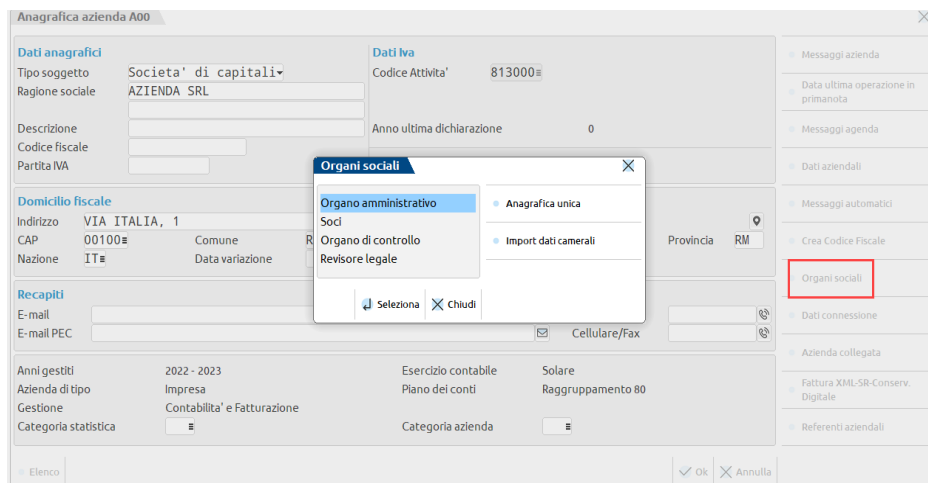 Anagrafica azienda A00
Dati anagrafici
Tipo soggetto Societa' di capitali
Ragione sociale AZIENDA SRL
Descrizione
Codice fiscale
Partita IVA
Dati Iva
Codice Attivita' 813000
Anno ultima dichiarazione 0
Domicilio fiscale
Indirizzo VIA ITALIA, 1
CAP 00100 Comune R
Provincia RM
Nazione IT Data variazione
Recapiti
E-mail
E-mail PEC Cellulare/Fax
Anni gestiti 2022 - 2023 Esercizio contabile Solare
Azienda di tipo Impresa Piano dei conti Raggruppamento 80
Gestione Contabilita' e Fatturazione
Categoria statistica Categoria azienda
Elenco Ok Annulla
Organi sociali
Organo amministrativo
Soci
Organo di controllo
Revisore legale
Anagrafica unica
Import dati camerali
Seleziona Chiudi
Messaggi azienda
Data ultima operazione in
primanota
Messaggi agenda
Dati aziendali
Messaggi automatici
Crea Codice Fiscale
Organi sociali
Dati connessione
Azienda collegata
Fattura XML-SR-Conserv.
Digitale
Referenti aziendali